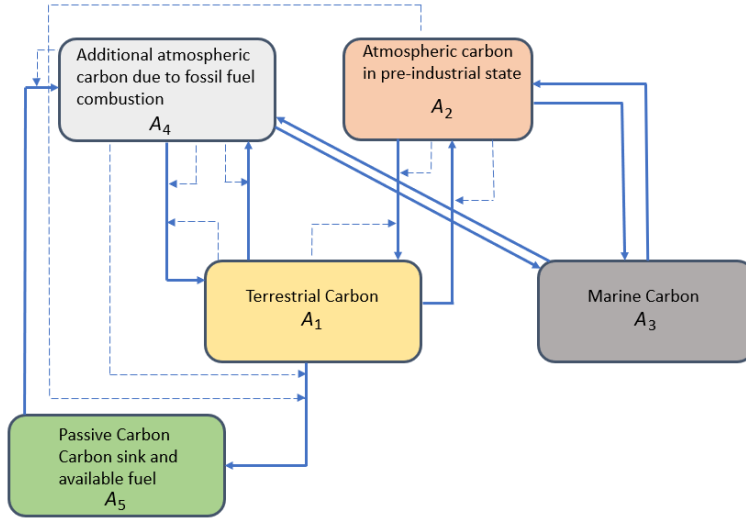 Additional atmospheric
carbon due to fossil fuel
combustion
A₄
Atmospheric carbon
in pre-industrial state
A₂
Terrestrial Carbon
A₁
Marine Carbon
A₃
Passive Carbon
Carbon sink and
available fuel
A₅